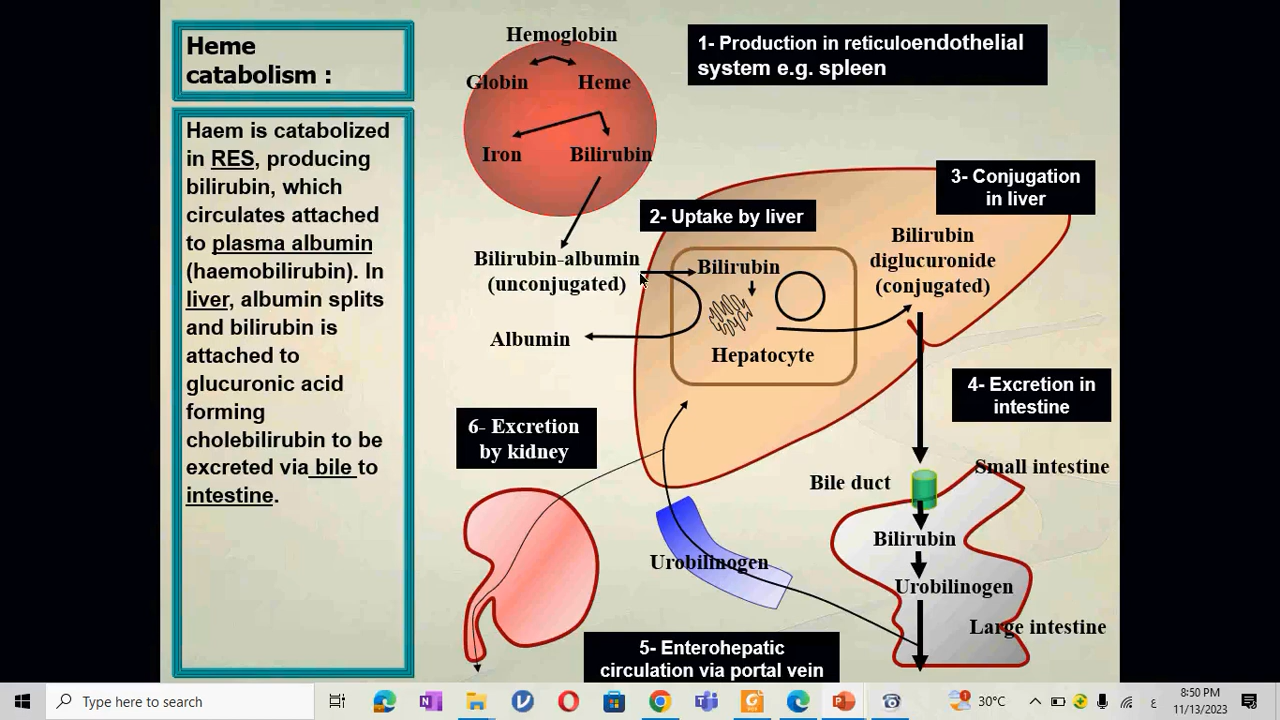 Heme
catabolism :
Haem is catabolized
in RES, producing
bilirubin, which
circulates attached
to plasma albumin
(haemobilirubin). In
liver, albumin splits
and bilirubin is
attached to
glucuronic acid
forming
cholebilirubin to be
excreted via bile to
intestine.
Hemoglobin
Globin
Heme
Iron
Bilirubin
1- Production in reticuloendothelial
system e.g. spleen
2- Uptake by liver
3- Conjugation
in liver
Bilirubin-albumin
(unconjugated)
Bilirubin
Bilirubin
diglucuronide
(conjugated)
Albumin
Hepatocyte
4- Excretion in
intestine
6- Excretion
by kidney
Small intestine
Bile duct
Bilirubin
Urobilinogen
Urobilinogen
Large intestine
5- Enterohepatic
circulation via portal vein
Type here to search
30°C
ع
8:50 PM
11/13/2023